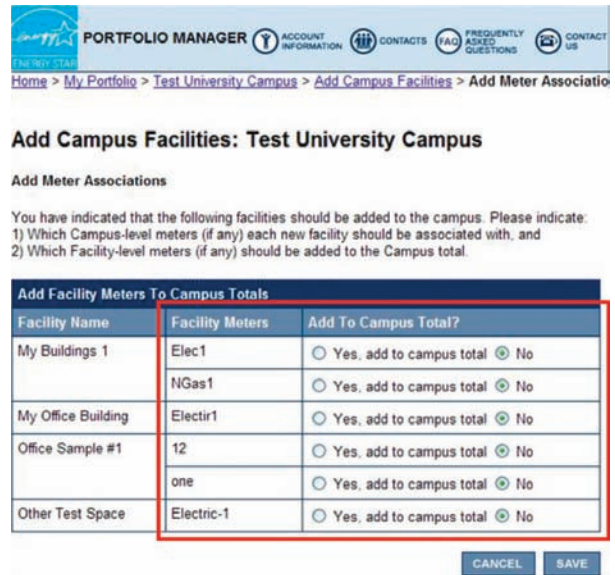 energy
ENERGY STAR
PORTFOLIO MANAGER
ACCOUNT INFORMATION
CONTACTS
FAQ
FREQUENTLY ASKED QUESTIONS
CONTACT US
Home > My Portfolio > Test University Campus > Add Campus Facilities > Add Meter Associatio
Add Campus Facilities: Test University Campus
Add Meter Associations
You have indicated that the following facilities should be added to the campus. Please indicate:
1) Which Campus-level meters (if any) each new facility should be associated with, and
2) Which Facility-level meters (if any) should be added to the Campus total.
Add Facility Meters To Campus Totals
Facility Name Facility Meters Add To Campus Total?
My Buildings 1 Elec1 Yes, add to campus total No
NGas1 Yes, add to campus total No
My Office Building Electir1 Yes, add to campus total No
Office Sample #1 12 Yes, add to campus total No
one Yes, add to campus total No
Other Test Space Electric-1 Yes, add to campus total No
CANCEL SAVE